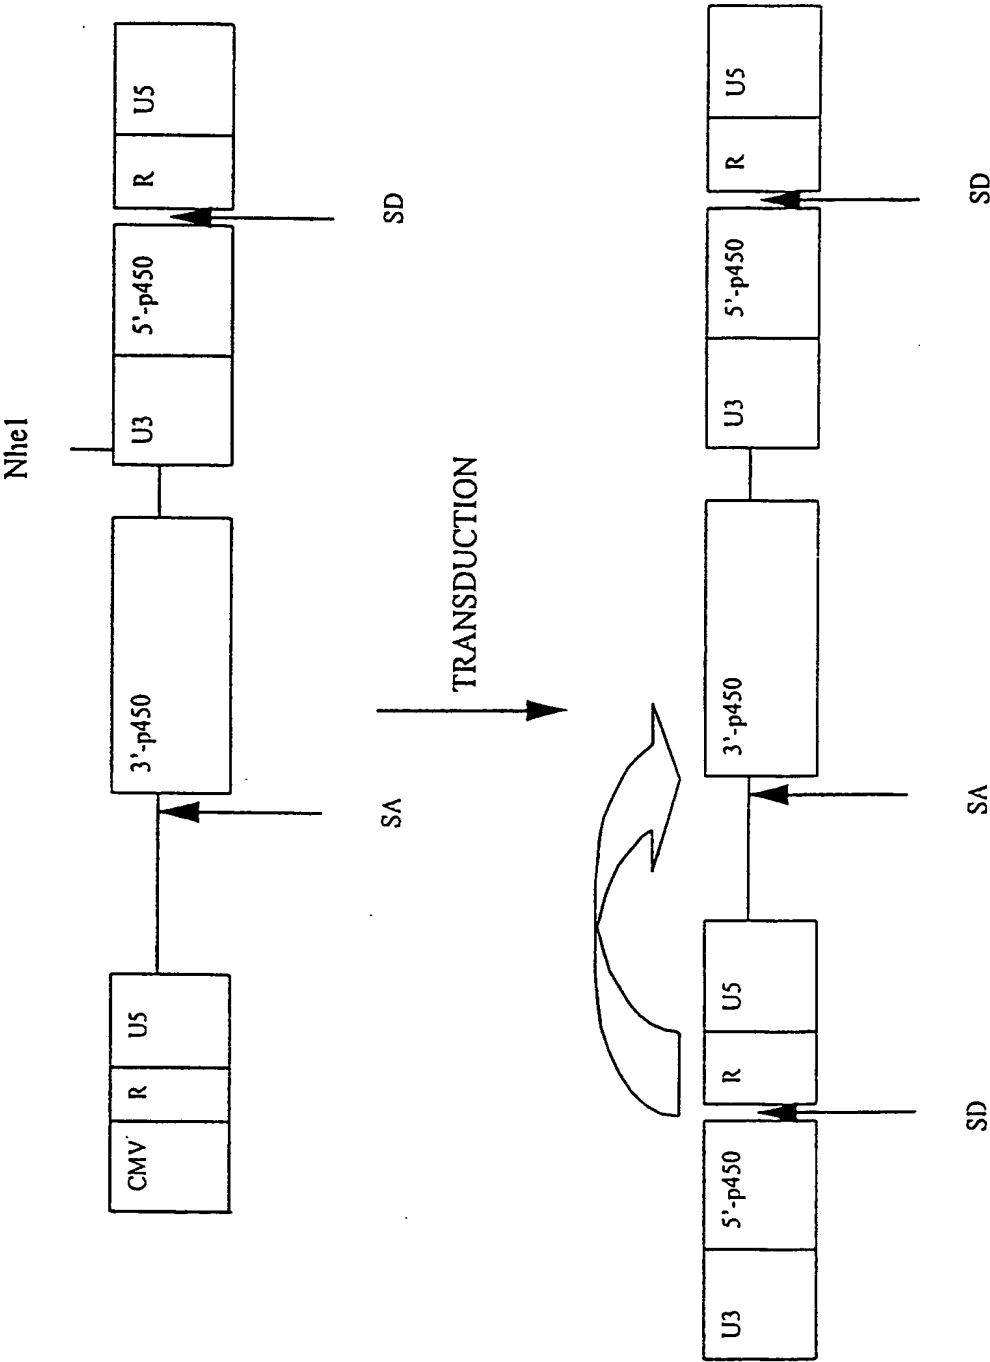 Nhe1
CMV R U5 3'-p450 U3 5'-p450 R U5
SA SD
TRANSDUCTION
U3 5'-p450 R U5 3'-p450 U3 5'-p450 R U5
SD SA SD